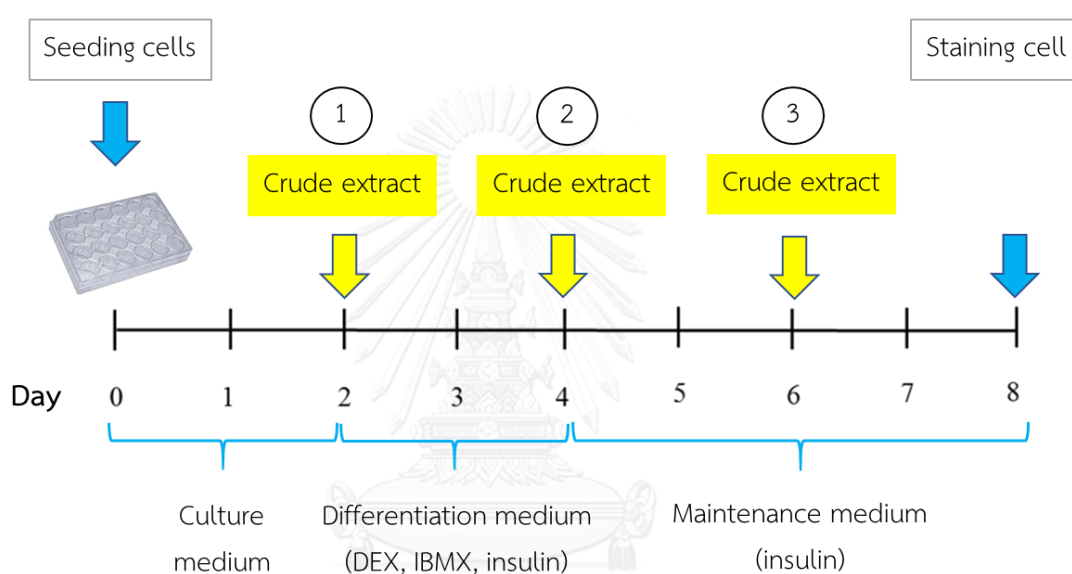 Seeding cells
Staining cell
1
2
3
Crude extract
Crude extract
Crude extract
Day
0
1
2
3
4
5
6
7
8
Culture
medium
Differentiation medium
(DEX, IBMX, insulin)
Maintenance medium
(insulin)